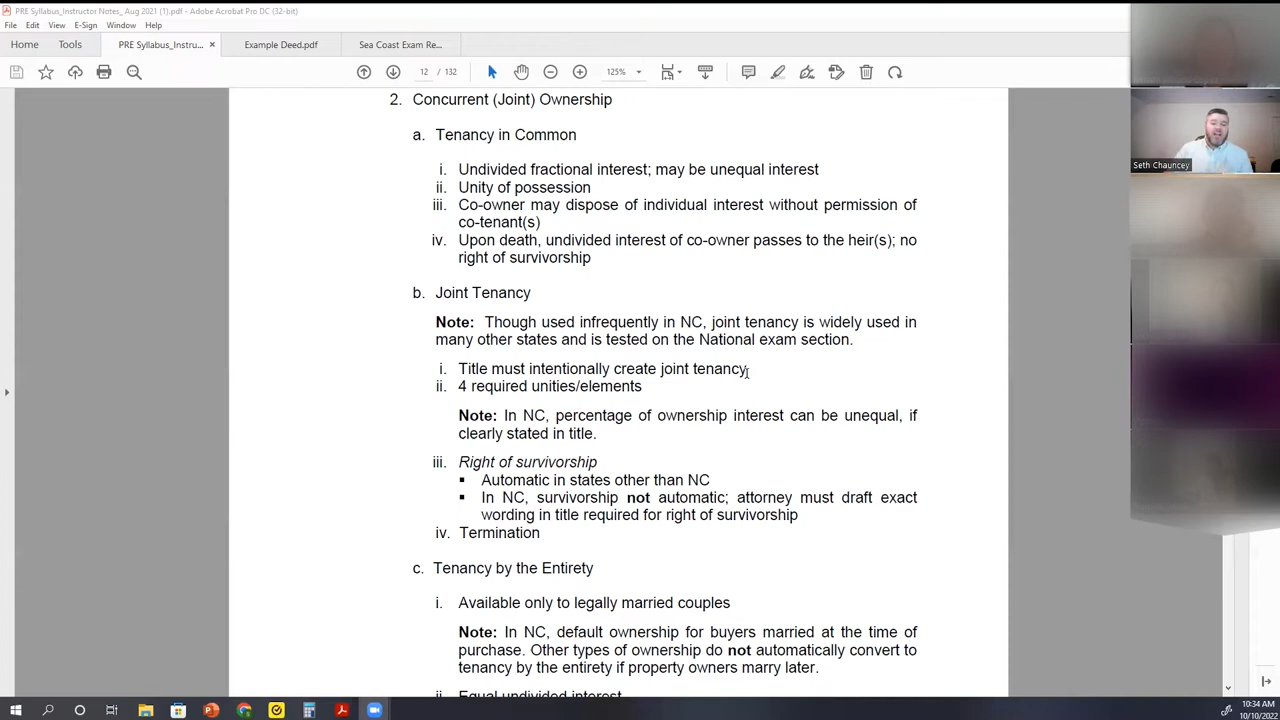 PRE Syllabus_Instructor Notes_ Aug 2021 (1).pdf - Adobe Acrobat Pro DC (32-bit)
File Edit View E-Sign Window Help
Home Tools PRE Syllabus_Instru... × Example Deed.pdf Sea Coast Exam Re...
12 / 132 125%
2. Concurrent (Joint) Ownership
a. Tenancy in Common
i. Undivided fractional interest; may be unequal interest
ii. Unity of possession
iii. Co-owner may dispose of individual interest without permission of
co-tenant(s)
iv. Upon death, undivided interest of co-owner passes to the heir(s); no
right of survivorship
b. Joint Tenancy
Note: Though used infrequently in NC, joint tenancy is widely used in
many other states and is tested on the National exam section.
i. Title must intentionally create joint tenancy
ii. 4 required unities/elements
Note: In NC, percentage of ownership interest can be unequal, if
clearly stated in title.
iii. Right of survivorship
▪ Automatic in states other than NC
▪ In NC, survivorship not automatic; attorney must draft exact
wording in title required for right of survivorship
iv. Termination
c. Tenancy by the Entirety
i. Available only to legally married couples
Note: In NC, default ownership for buyers married at the time of
purchase. Other types of ownership do not automatically convert to
tenancy by the entirety if property owners marry later.
ii. Equal undivided interest
Seth Chauncey
10:34 AM
10/10/2022